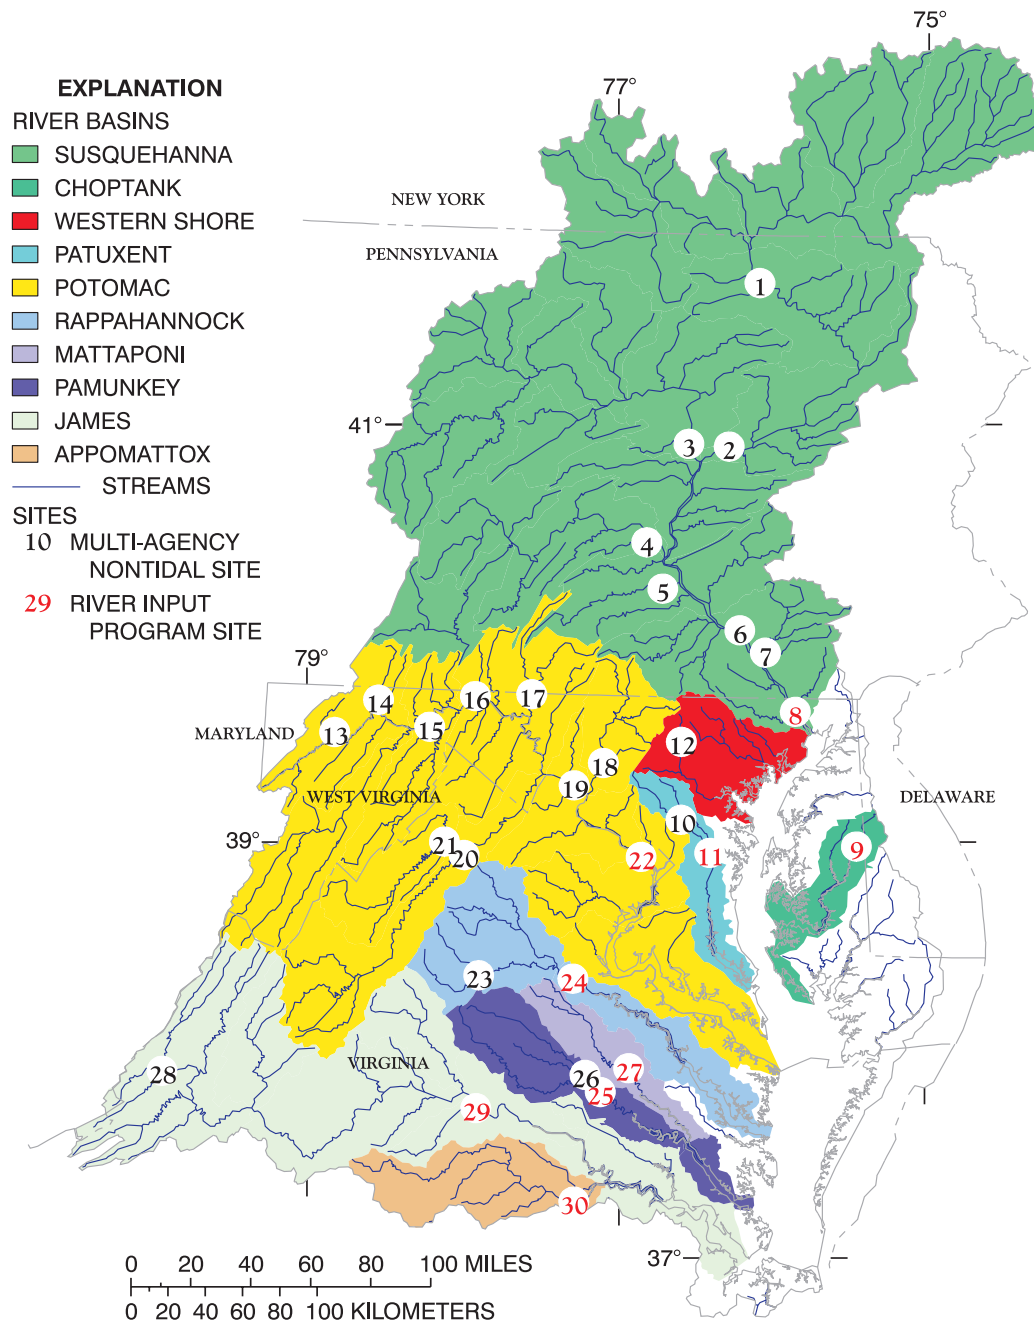 EXPLANATION
RIVER BASINS
SUSQUEHANNA
CHOPTANK
WESTERN SHORE
PATUXENT
POTOMAC
RAPPAHANNOCK
MATTAPONI
PAMUNKEY
JAMES
APPOMATTOX
STREAMS
SITES
10 MULTI-AGENCY
NONTIDAL SITE
29 RIVER INPUT
PROGRAM SITE
75°
77°
NEW YORK
PENNSYLVANIA
1
41°
3 2
4
5
6
7
79°
8
17
16
14
15
13
MARYLAND
12
18
19
WEST VIRGINIA
DELAWARE
10
39°
21
20
22
11
9
23
24
VIRGINIA
28
27
26
25
29
30
37°
0 20 40 60 80 100 MILES
0 20 40 60 80 100 KILOMETERS